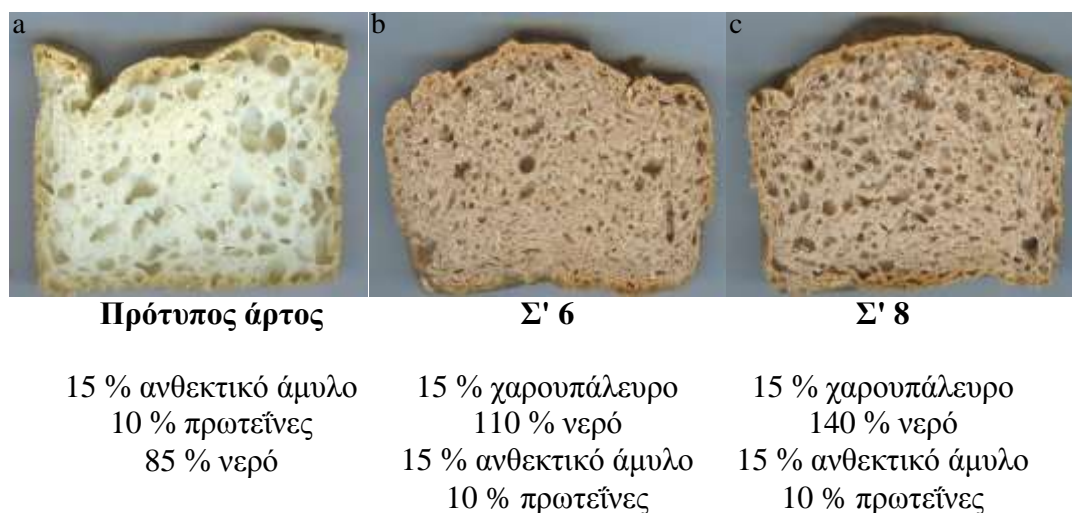 a b c
Πρότυπος άρτος Σ' 6 Σ' 8
15 % ανθεκτικό άμυλο 15 % χαρουπάλευρο 15 % χαρουπάλευρο
10 % πρωτεΐνες 110 % νερό 140 % νερό
85 % νερό 15 % ανθεκτικό άμυλο 15 % ανθεκτικό άμυλο
10 % πρωτεΐνες 10 % πρωτεΐνες